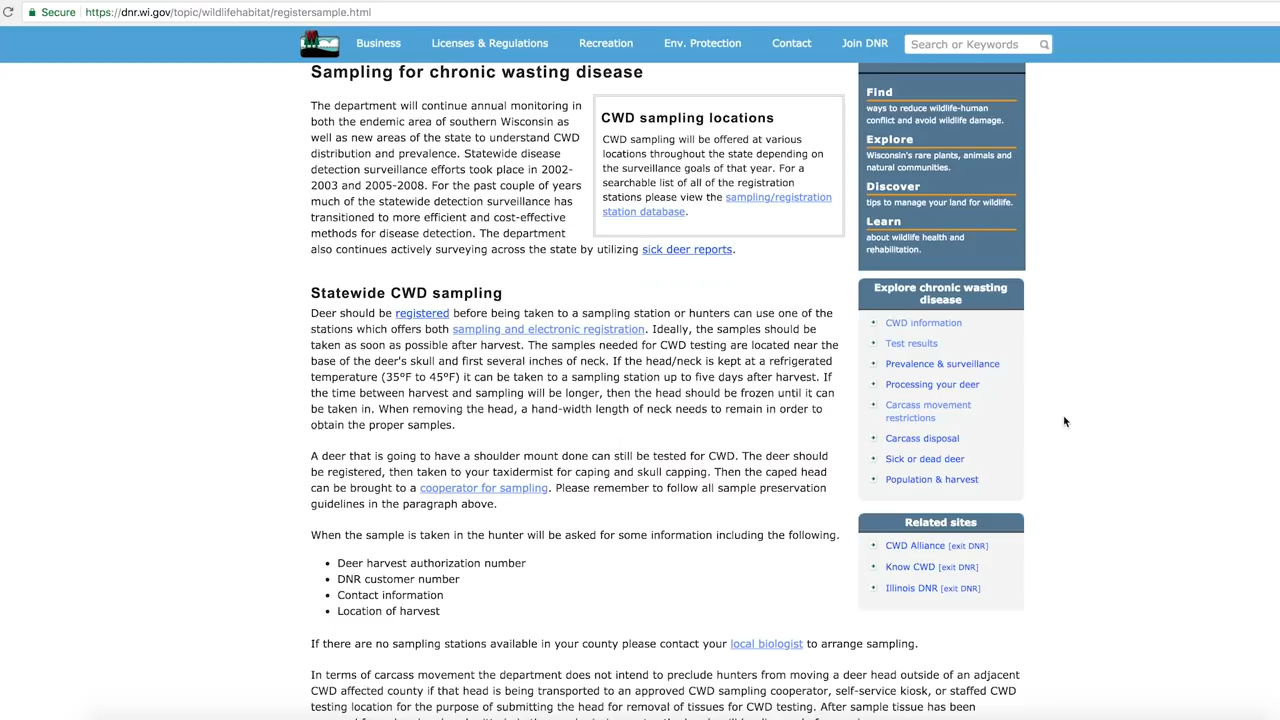 Secure https://dnr.wi.gov/topic/wildlifehabitat/registersample.html
Business Licenses & Regulations Recreation Env. Protection Contact Join DNR Search or Keywords
Sampling for chronic wasting disease
The department will continue annual monitoring in
both the endemic area of southern Wisconsin as
well as new areas of the state to understand CWD
distribution and prevalence. Statewide disease
detection surveillance efforts took place in 2002-
2003 and 2005-2008. For the past couple of years
much of the statewide detection surveillance has
transitioned to more efficient and cost-effective
methods for disease detection. The department
also continues actively surveying across the state by utilizing sick deer reports.
CWD sampling locations
CWD sampling will be offered at various
locations throughout the state depending on
the surveillance goals of that year. For a
searchable list of all of the registration
stations please view the sampling/registration
station database.
Statewide CWD sampling
Deer should be registered before being taken to a sampling station or hunters can use one of the
stations which offers both sampling and electronic registration. Ideally, the samples should be
taken as soon as possible after harvest. The samples needed for CWD testing are located near the
base of the deer's skull and first several inches of neck. If the head/neck is kept at a refrigerated
temperature (35°F to 45°F) it can be taken to a sampling station up to five days after harvest. If
the time between harvest and sampling will be longer, then the head should be frozen until it can
be taken in. When removing the head, a hand-width length of neck needs to remain in order to
obtain the proper samples.
A deer that is going to have a shoulder mount done can still be tested for CWD. The deer should
be registered, then taken to your taxidermist for caping and skull capping. Then the caped head
can be brought to a cooperator for sampling. Please remember to follow all sample preservation
guidelines in the paragraph above.
When the sample is taken in the hunter will be asked for some information including the following.
• Deer harvest authorization number
• DNR customer number
• Contact information
• Location of harvest
If there are no sampling stations available in your county please contact your local biologist to arrange sampling.
In terms of carcass movement the department does not intend to preclude hunters from moving a deer head outside of an adjacent
CWD affected county if that head is being transported to an approved CWD sampling cooperator, self-service kiosk, or staffed CWD
testing location for the purpose of submitting the head for removal of tissues for CWD testing. After sample tissue has been
Find
ways to reduce wildlife-human
conflict and avoid wildlife damage.
Explore
Wisconsin's rare plants, animals and
natural communities.
Discover
tips to manage your land for wildlife.
Learn
about wildlife health and
rehabilitation.
Explore chronic wasting
disease
CWD information
Test results
Prevalence & surveillance
Processing your deer
Carcass movement
restrictions
Carcass disposal
Sick or dead deer
Population & harvest
Related sites
CWD Alliance [exit DNR]
Know CWD [exit DNR]
Illinois DNR [exit DNR]